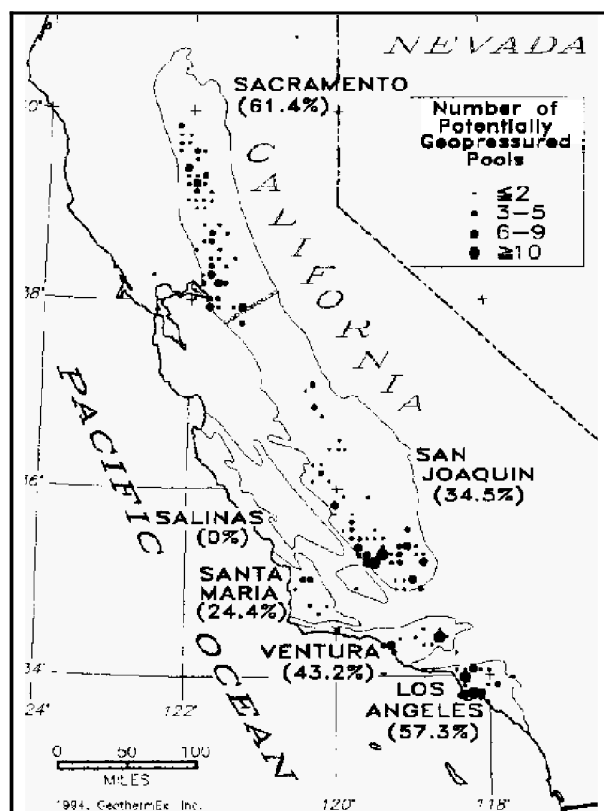 NEVADA
SACRAMENTO
(61.4%)
Number of
Potentially
Geopressured
Pools
≦2
3-5
6-9
≧10
CALIFORNIA
0°
38°
PACIFIC
OCEAN
SAN
JOAQUIN
(34.5%)
36°
SALINAS
(0%)
SANTA
MARIA
(24.4%)
VENTURA
(43.2%)
34°
LOS
ANGELES
(57.3%)
24°
122°
0 50 100
MILES
1994, GeothermEx, Inc.
120°
118°